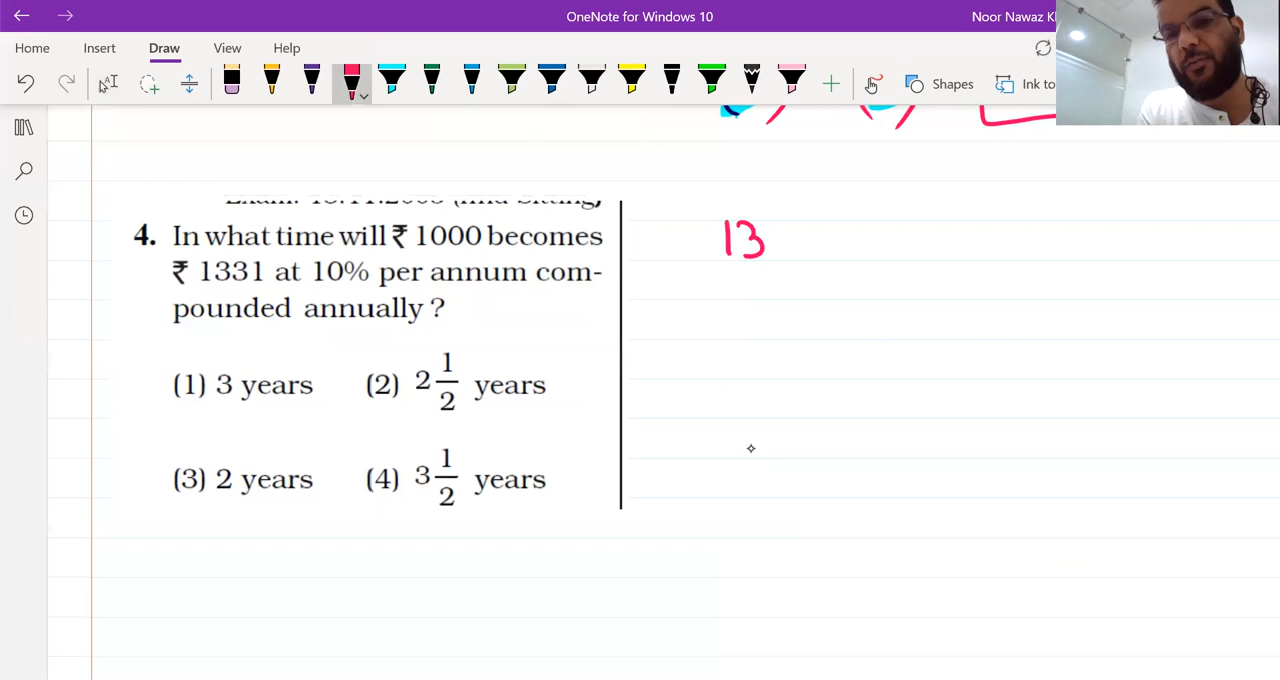 OneNote for Windows 10
Noor Nawaz Kh
Home Insert Draw View Help
Shapes Ink to
4. In what time will ₹ 1000 becomes
₹ 1331 at 10% per annum com-
pounded annually ?
(1) 3 years (2) 2 1/2 years
(3) 2 years (4) 3 1/2 years
13